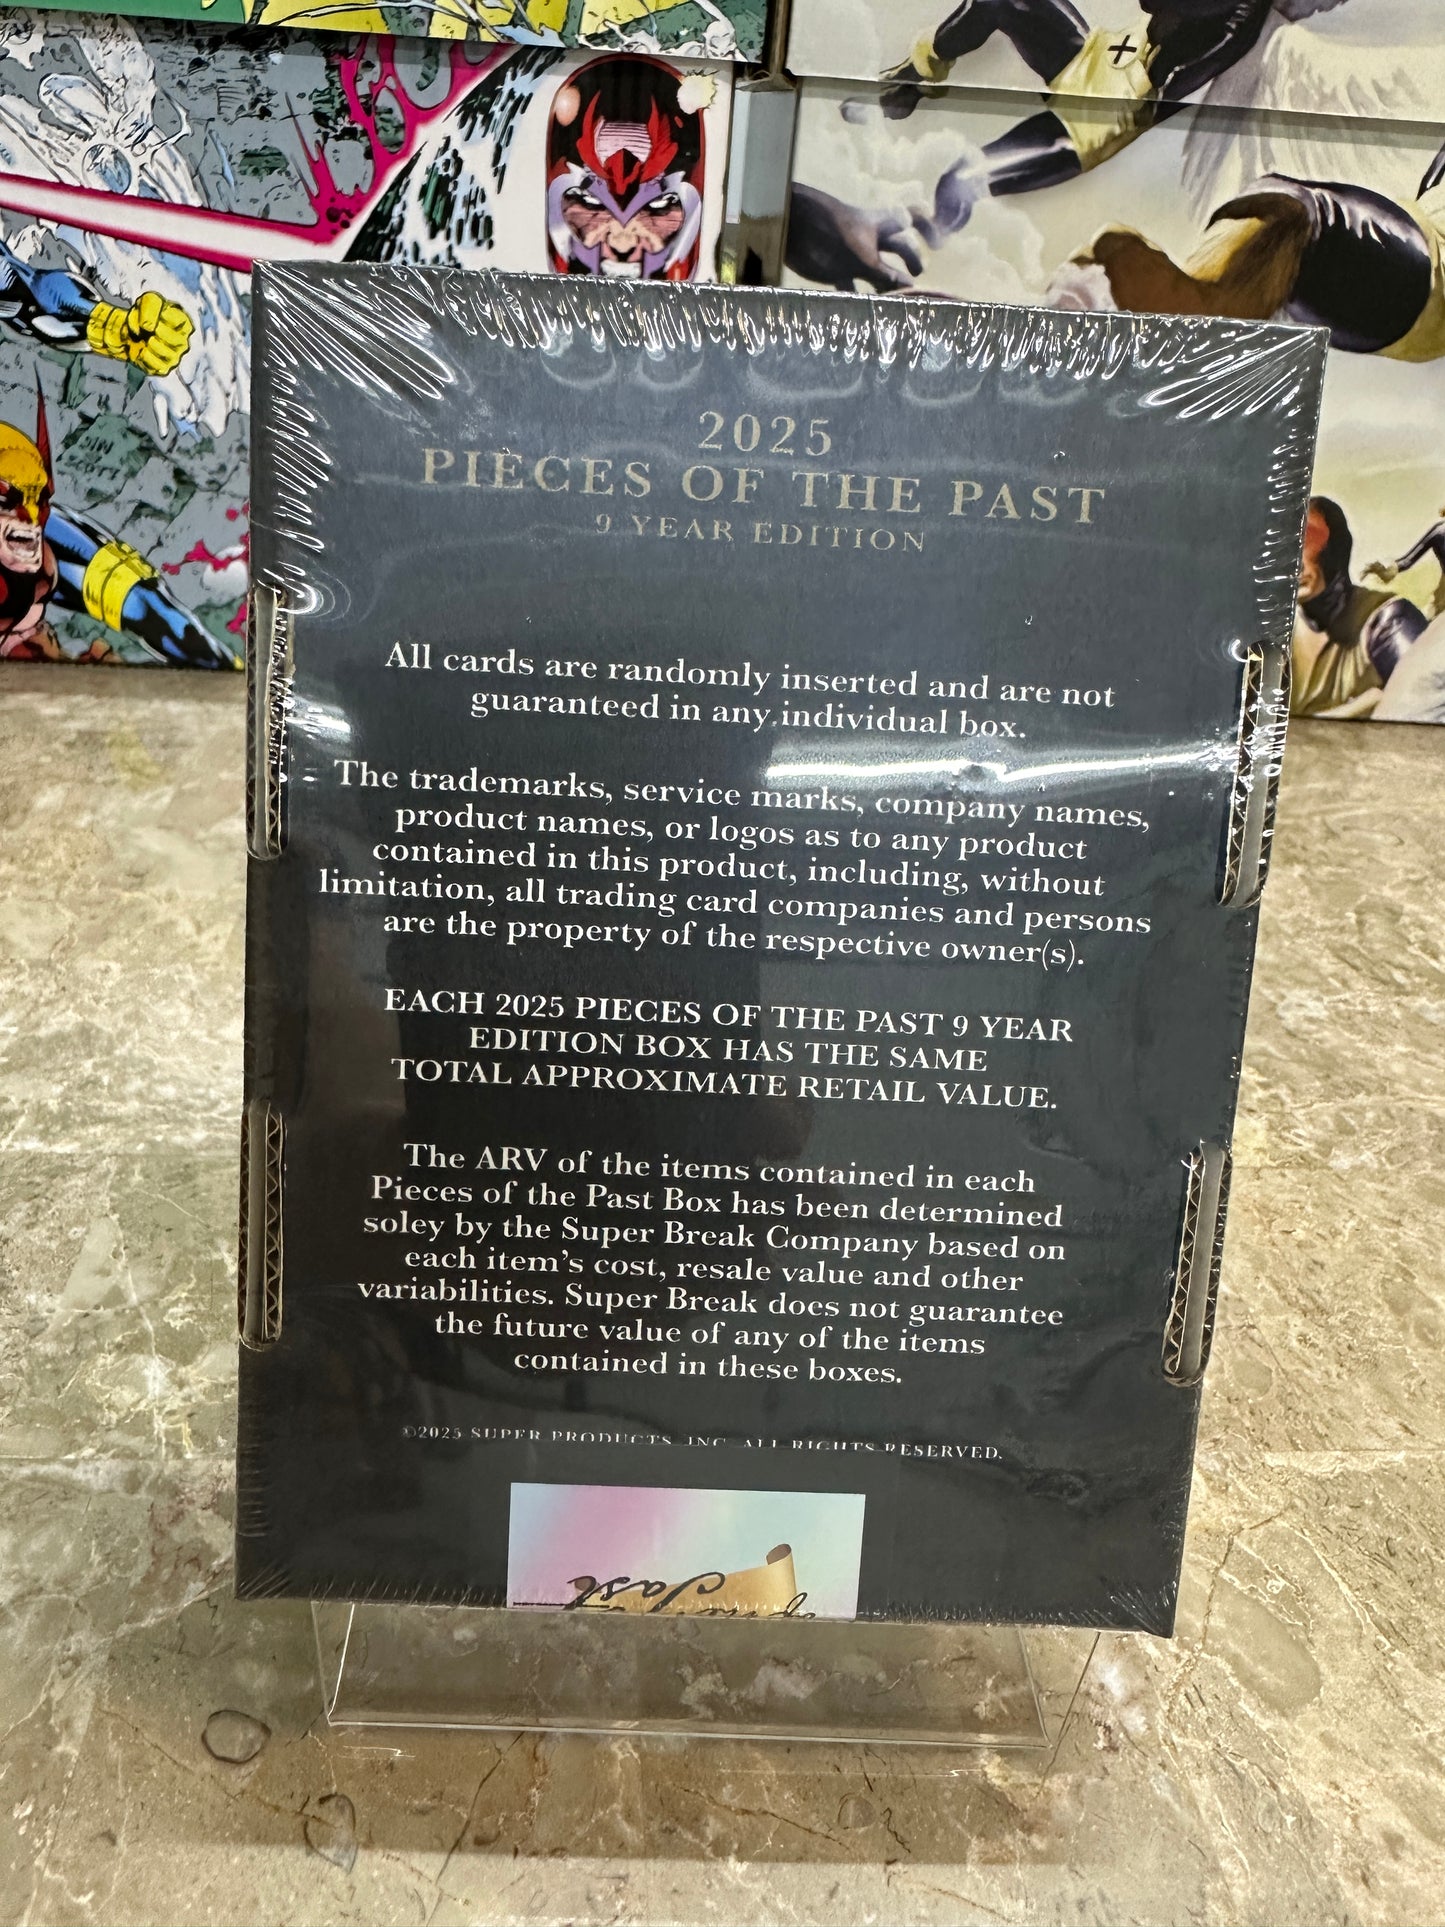 2025
PIECES OF THE PAST
9 YEAR EDITION
All cards are randomly inserted and are not
guaranteed in any individual box.
The trademarks, service marks, company names,
product names, or logos as to any product
contained in this product, including, without
limitation, all trading card companies and persons
are the property of the respective owner(s).
EACH 2025 PIECES OF THE PAST 9 YEAR
EDITION BOX HAS THE SAME
TOTAL APPROXIMATE RETAIL VALUE.
The ARV of the items contained in each
Pieces of the Past Box has been determined
soley by the Super Break Company based on
each item's cost, resale value and other
variabilities. Super Break does not guarantee
the future value of any of the items
contained in these boxes.
©2025 SUPER PRODUCTS, INC. ALL RIGHTS RESERVED.
Past